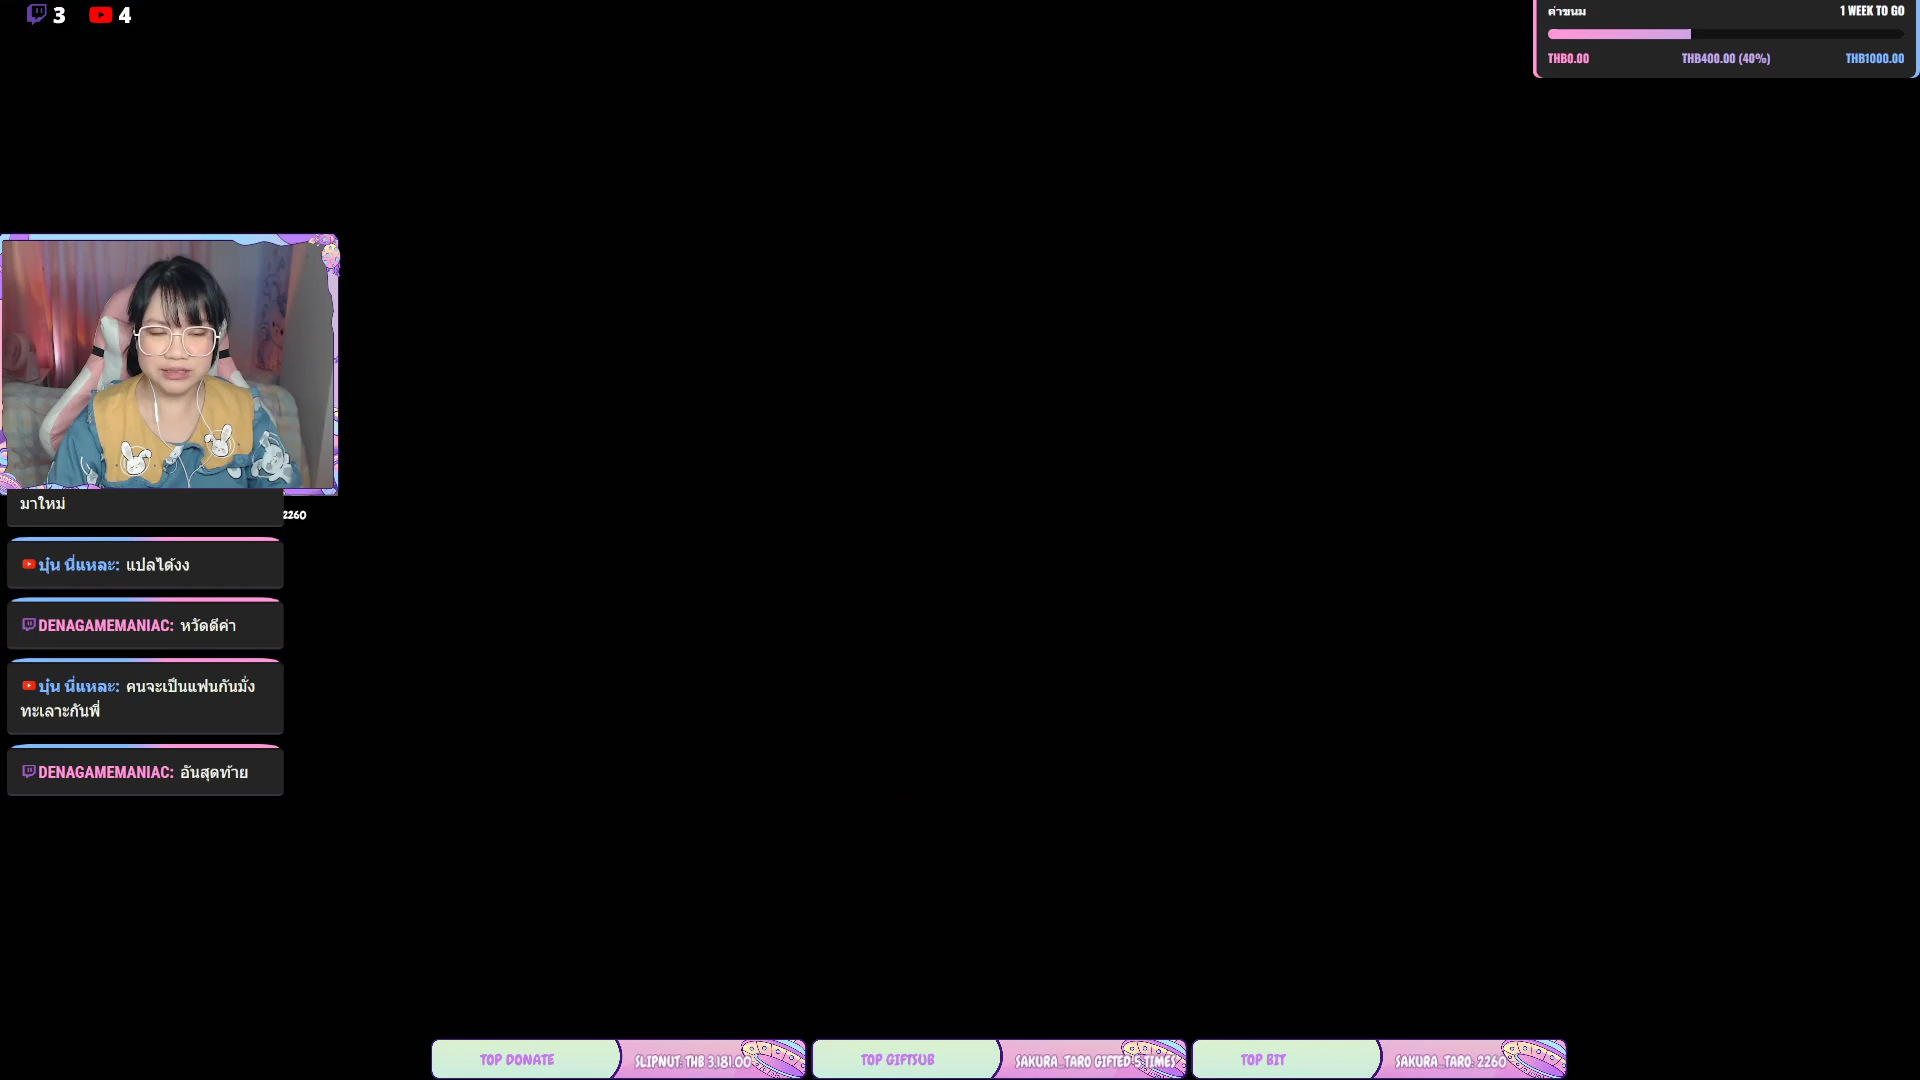 3 4
ค่าขนม 1 WEEK TO GO
THB0.00 THB400.00 (40%) THB1000.00
มาใหม่
2260
บุ๋น นี่แหละ: แปลได้งง
DENAGAMEMANIAC: หวัดดีค่า
บุ๋น นี่แหละ: คนจะเป็นแฟนกันมั่ง
ทะเลาะกันพี่
DENAGAMEMANIAC: อันสุดท้าย
TOP DONATE SLIPNUT: THB 3,181.00 TOP GIFTSUB SAKURA_TARO GIFTED 5 TIMES TOP BIT SAKURA_TARO: 2260